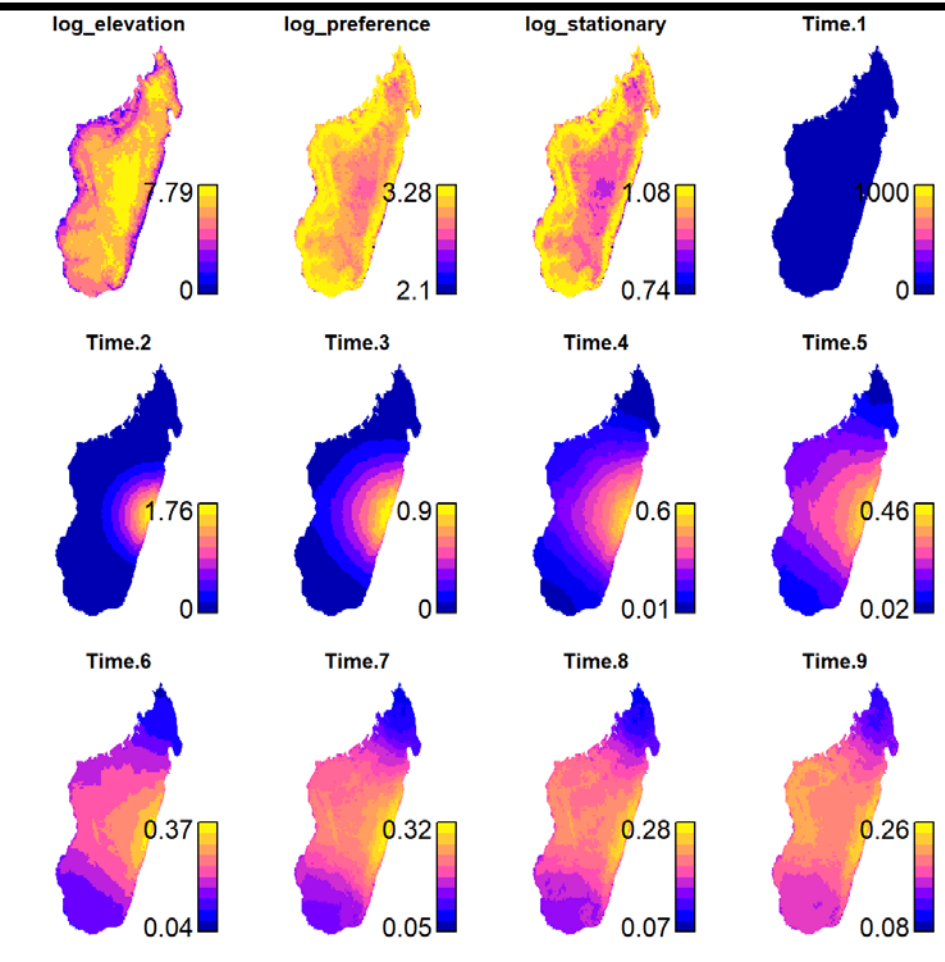 log_elevation log_preference log_stationary Time.1
7.79 3.28 1.08 1000
0 2.1 0.74 0
Time.2 Time.3 Time.4 Time.5
1.76 0.9 0.6 0.46
0 0 0.01 0.02
Time.6 Time.7 Time.8 Time.9
0.37 0.32 0.28 0.26
0.04 0.05 0.07 0.08